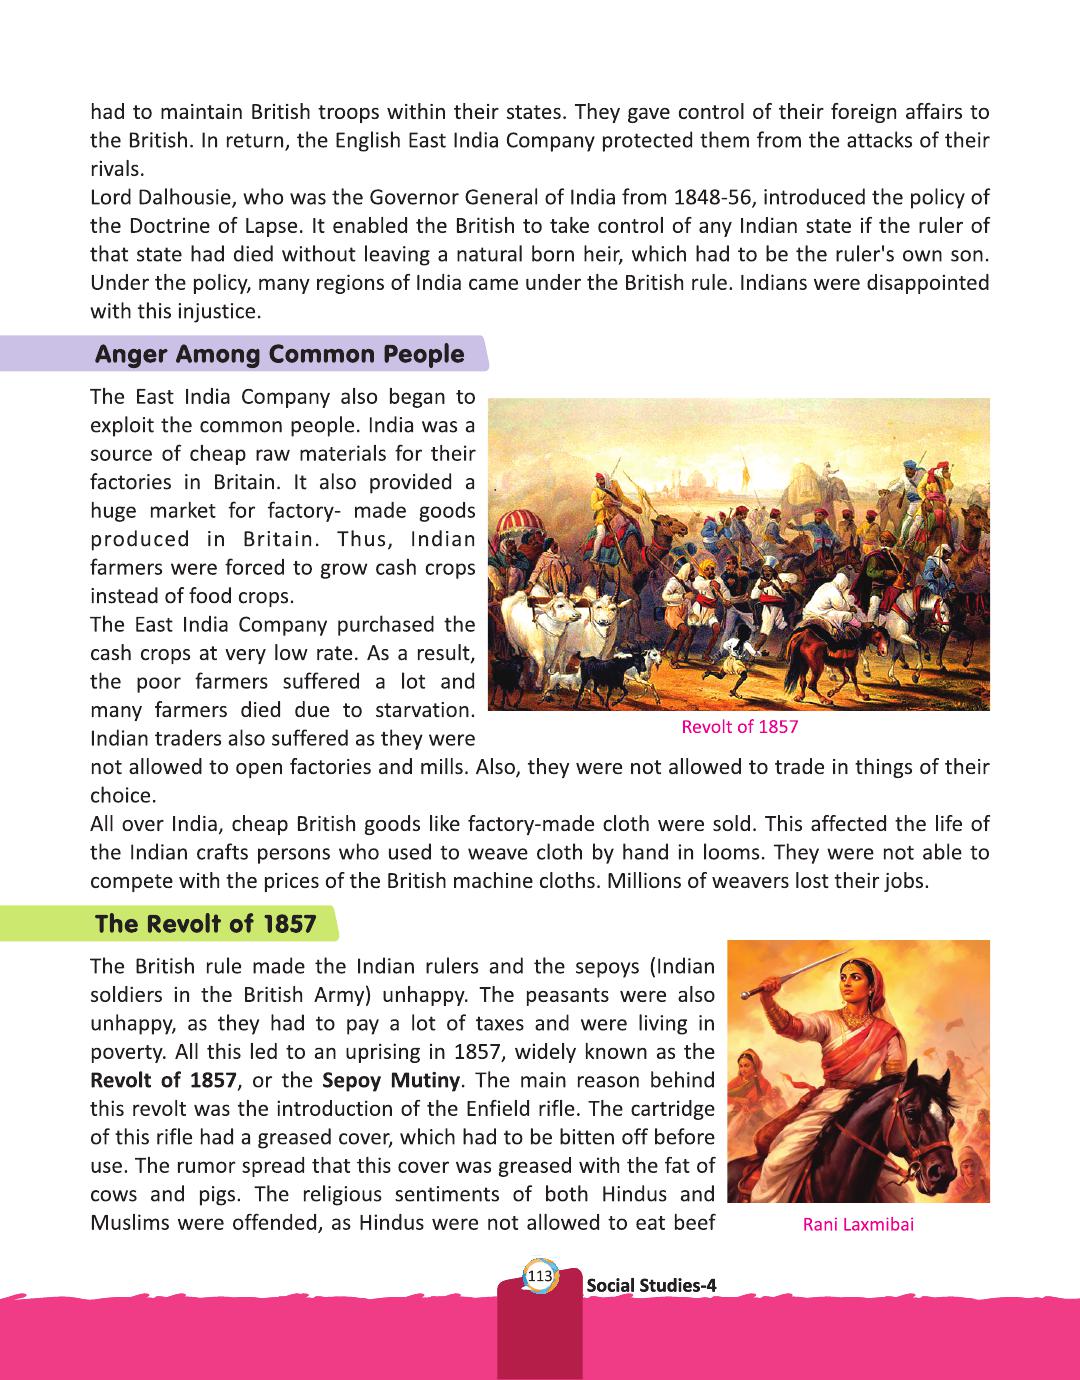 had to maintain British troops within their states. They gave control of their foreign affairs to
the British. In return, the English East India Company protected them from the attacks of their
rivals.
Lord Dalhousie, who was the Governor General of India from 1848-56, introduced the policy of
the Doctrine of Lapse. It enabled the British to take control of any Indian state if the ruler of
that state had died without leaving a natural born heir, which had to be the ruler's own son.
Under the policy, many regions of India came under the British rule. Indians were disappointed
with this injustice.
Anger Among Common People
The East India Company also began to
exploit the common people. India was a
source of cheap raw materials for their
factories in Britain. It also provided a
huge market for factory- made goods
produced in Britain. Thus, Indian
farmers were forced to grow cash crops
instead of food crops.
The East India Company purchased the
cash crops at very low rate. As a result,
the poor farmers suffered a lot and
many farmers died due to starvation.
Indian traders also suffered as they were
not allowed to open factories and mills. Also, they were not allowed to trade in things of their
choice.
Revolt of 1857
All over India, cheap British goods like factory-made cloth were sold. This affected the life of
the Indian crafts persons who used to weave cloth by hand in looms. They were not able to
compete with the prices of the British machine cloths. Millions of weavers lost their jobs.
The Revolt of 1857
The British rule made the Indian rulers and the sepoys (Indian
soldiers in the British Army) unhappy. The peasants were also
unhappy, as they had to pay a lot of taxes and were living in
poverty. All this led to an uprising in 1857, widely known as the
Revolt of 1857, or the Sepoy Mutiny. The main reason behind
this revolt was the introduction of the Enfield rifle. The cartridge
of this rifle had a greased cover, which had to be bitten off before
use. The rumor spread that this cover was greased with the fat of
cows and pigs. The religious sentiments of both Hindus and
Muslims were offended, as Hindus were not allowed to eat beef
Rani Laxmibai
113
Social Studies-4